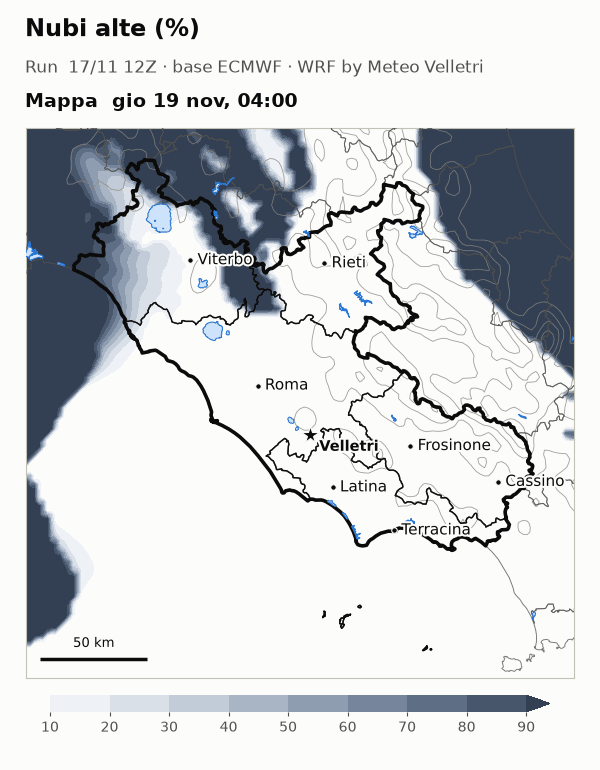 Nubi alte (%)
Run 17/11 12Z · base ECMWF · WRF by Meteo Velletri
Mappa gio 19 nov, 04:00
Viterbo
Rieti
Roma
Velletri
Frosinone
Latina
Cassino
Terracina
50 km
10 20 30 40 50 60 70 80 90